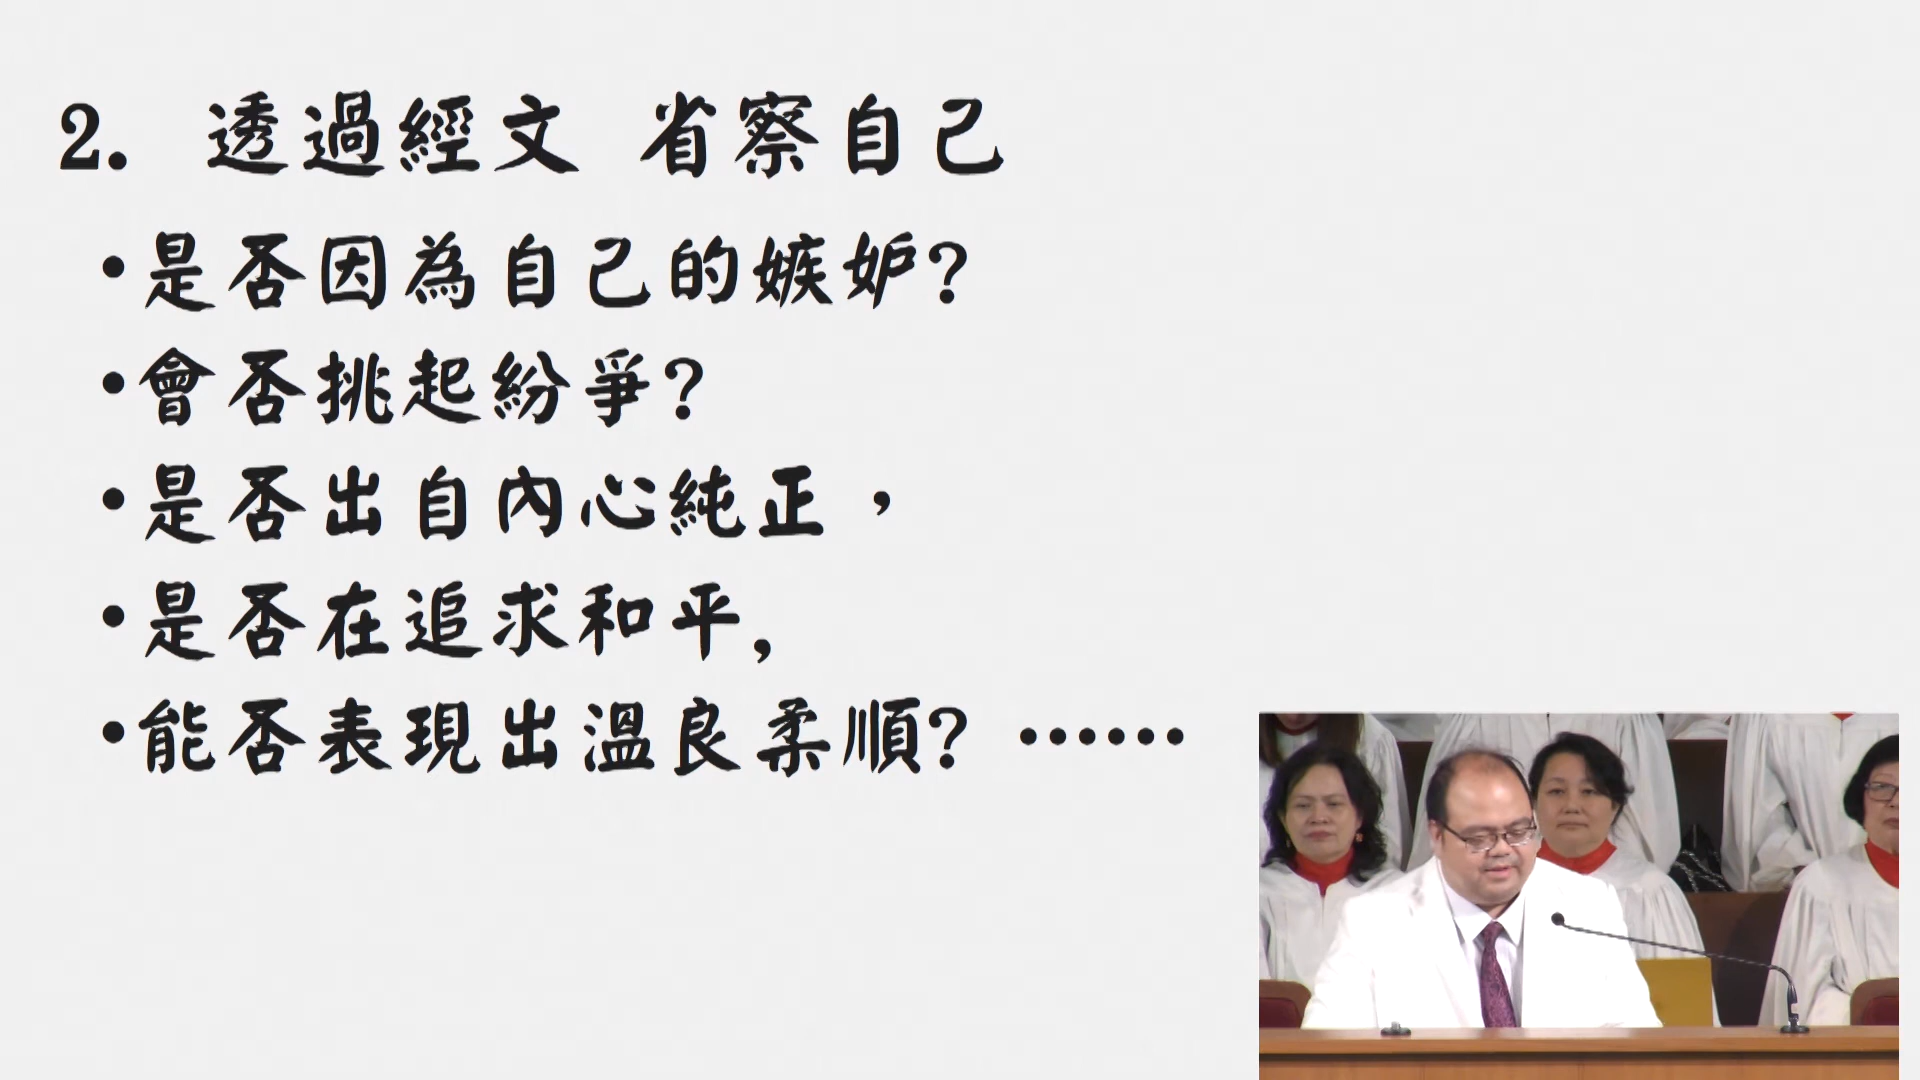 2. 透過經文 省察自己
•是否因為自己的嫉妒?
•會否挑起紛爭?
•是否出自內心純正，
•是否在追求和平,
•能否表現出溫良柔順? ⋯⋯